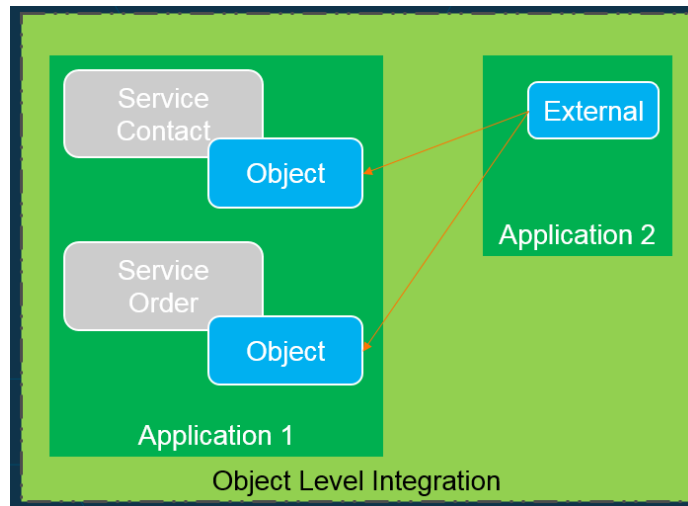 Service
Contact
Object
Service
Order
Object
Application 1
External
Application 2
Object Level Integration